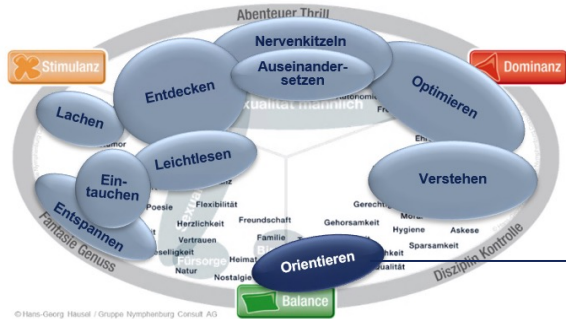 Abenteuer Thrill
Nervenkitzeln
Auseinander-
setzen
Stimulanz
Dominanz
Entdecken
Optimieren
Lachen
Leichtlesen
Ein-
tauchen
Verstehen
Entspannen
Poesie
Flexibilität
Herzlichkeit
Freundschaft
Vertrauen
Familie
Heimat
Natur
Nostalgie
Fürsorge
Gehorsamkeit
Hygiene
Askese
Sparsamkeit
Orientieren
Fantasie Genuss
Disziplin Kontrolle
Balance
© Hans-Georg Häusel / Gruppe Nymphenburg Consult AG